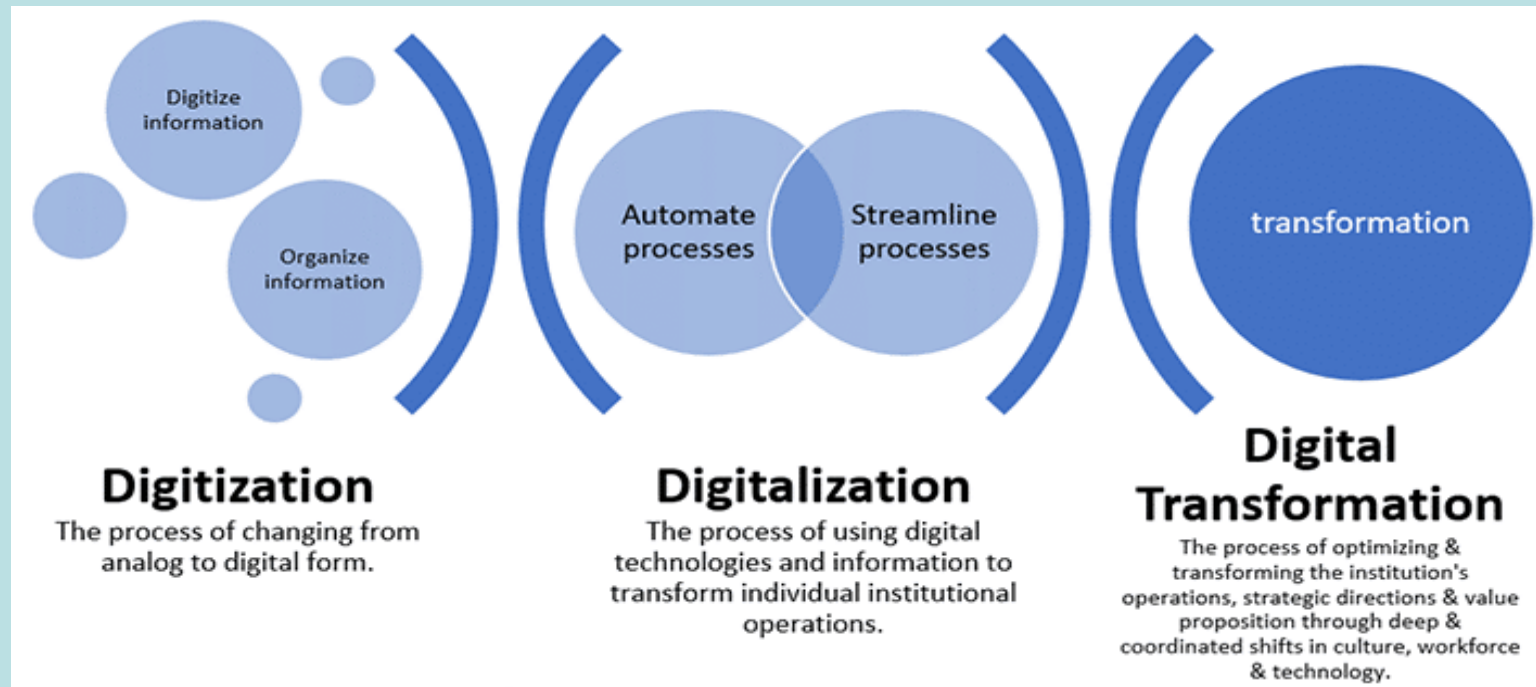 Digitize
information
Organize
information
Automate
processes
Streamline
processes
transformation
Digitization
The process of changing from
analog to digital form.
Digitalization
The process of using digital
technologies and information to
transform individual institutional
operations.
Digital
Transformation
The process of optimizing &
transforming the institution's
operations, strategic directions & value
proposition through deep &
coordinated shifts in culture, workforce
& technology.